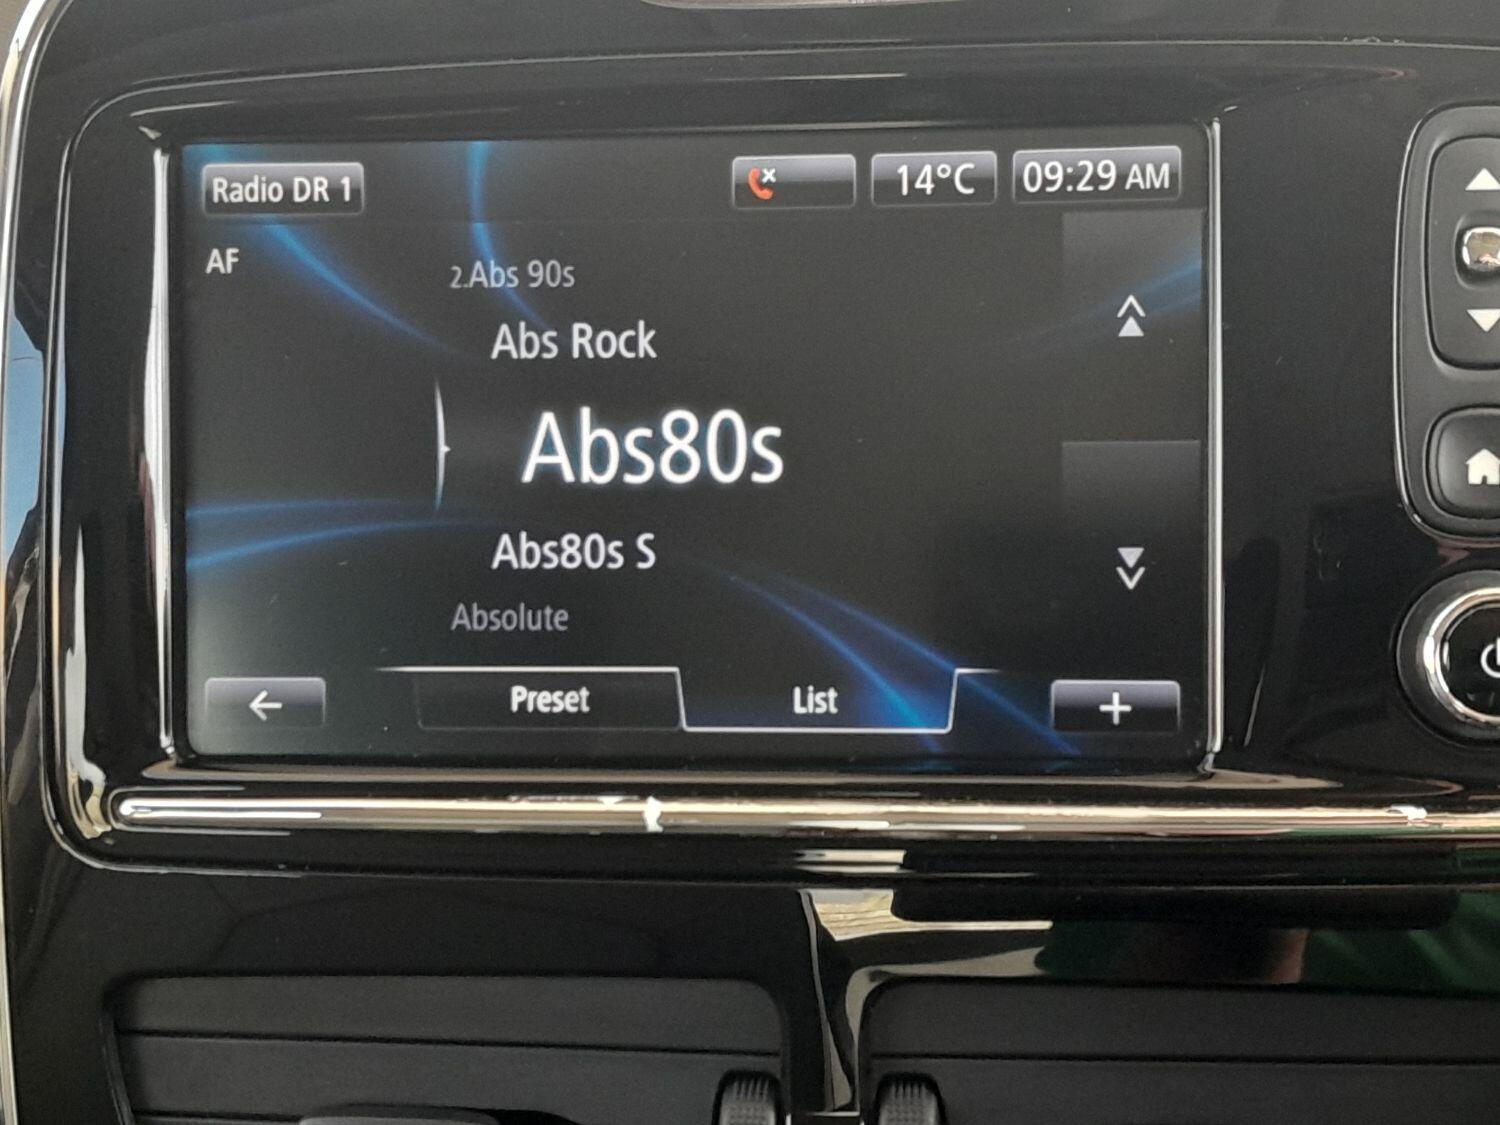 Radio DR 1
14°C
09:29 AM
AF
2.Abs 90s
Abs Rock
Abs80s
Abs80s S
Absolute
Preset
List